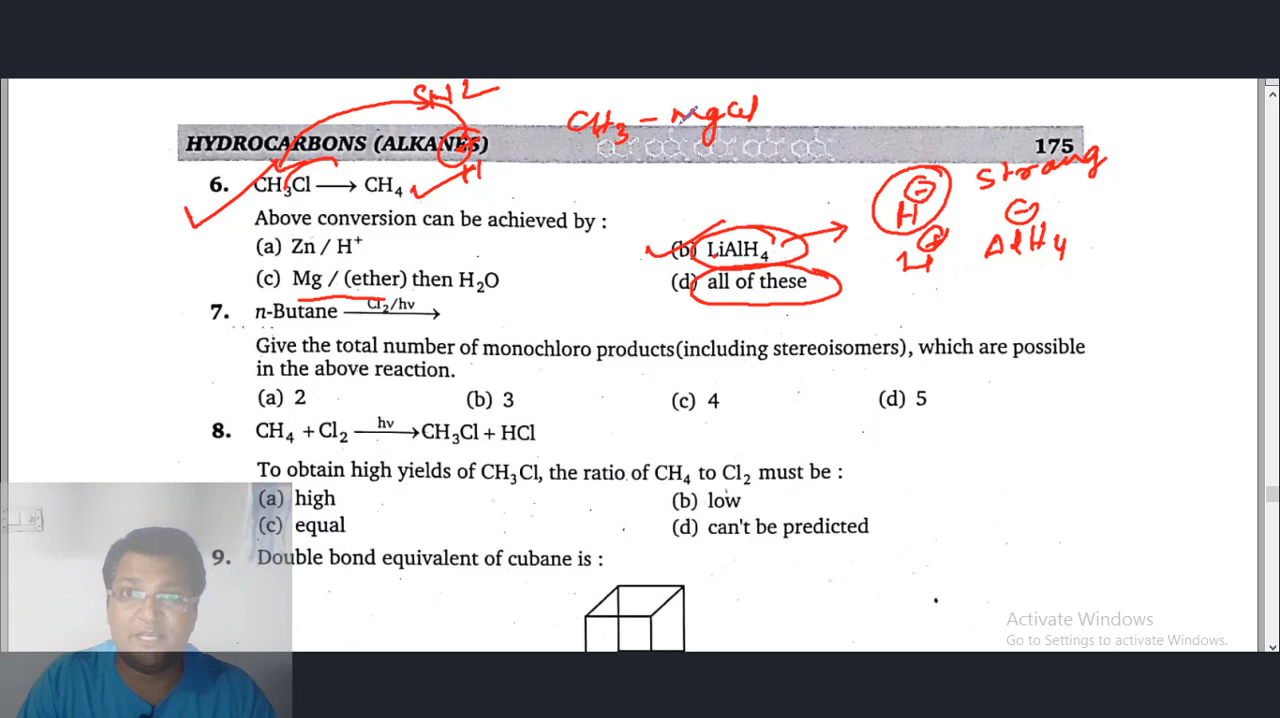 SN2
CH3 - MgCl
HYDROCARBONS (ALKANES) 175
H
Strong
6. CH₃Cl ⟶ CH₄
H⊖
⊖
Above conversion can be achieved by :
AlH4
(a) Zn / H⁺ (b) LiAlH₄
Li⊕
(c) Mg / (ether) then H₂O (d) all of these
7. n-Butane Cl₂/hv ⟶
Give the total number of monochloro products(including stereoisomers), which are possible
in the above reaction.
(a) 2 (b) 3 (c) 4 (d) 5
8. CH₄ + Cl₂ hv ⟶ CH₃Cl + HCl
To obtain high yields of CH₃Cl, the ratio of CH₄ to Cl₂ must be :
(a) high (b) low
(c) equal (d) can't be predicted
9. Double bond equivalent of cubane is :
Activate Windows
Go to Settings to activate Windows.